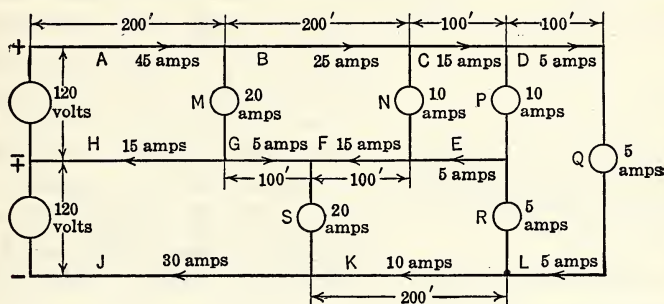 200′ 200′ 100′ 100′
+ A 45 amps B 25 amps C 15 amps D 5 amps
120 volts M 20 amps N 10 amps P 10 amps
∓ H 15 amps G 5 amps F 15 amps E 5 amps
Q 5 amps
100′ 100′
120 volts S 20 amps R 5 amps
− J 30 amps K 10 amps L 5 amps
200′